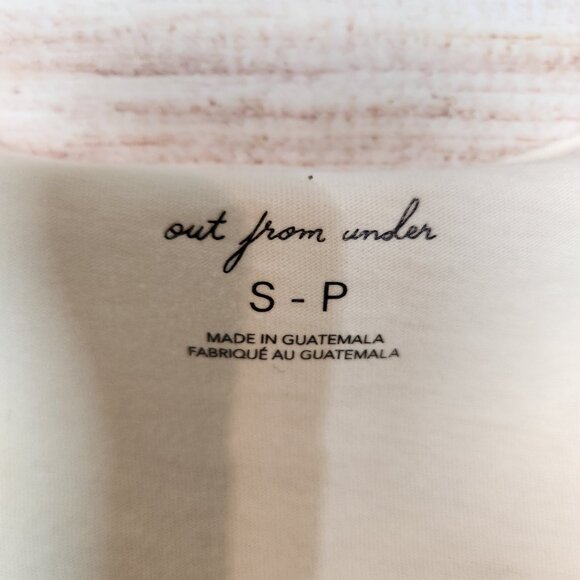 out from under
S - P
MADE IN GUATEMALA
FABRIQUÉ AU GUATEMALA